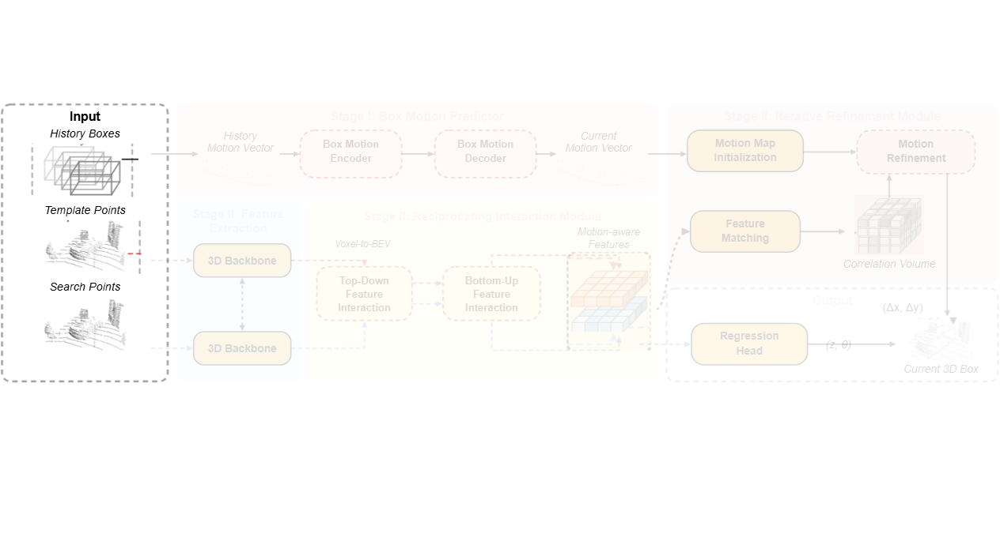 Input
History Boxes
Template Points
Search Points
Stage I: Box Motion Predictor
History
Motion Vector
Box Motion
Encoder
Box Motion
Decoder
Current
Motion Vector
Stage II: Feature
Extraction
3D Backbone
3D Backbone
Stage II: Reciprocating Interaction Module
Voxel-to-BEV
Top-Down
Feature
Interaction
Bottom-Up
Feature
Interaction
Motion-aware
Features
Stage II: Iterative Refinement Module
Motion Map
Initialization
Motion
Refinement
Feature
Matching
Correlation Volume
Output
(Δx, Δy)
Regression
Head
(z, θ)
Current 3D Box